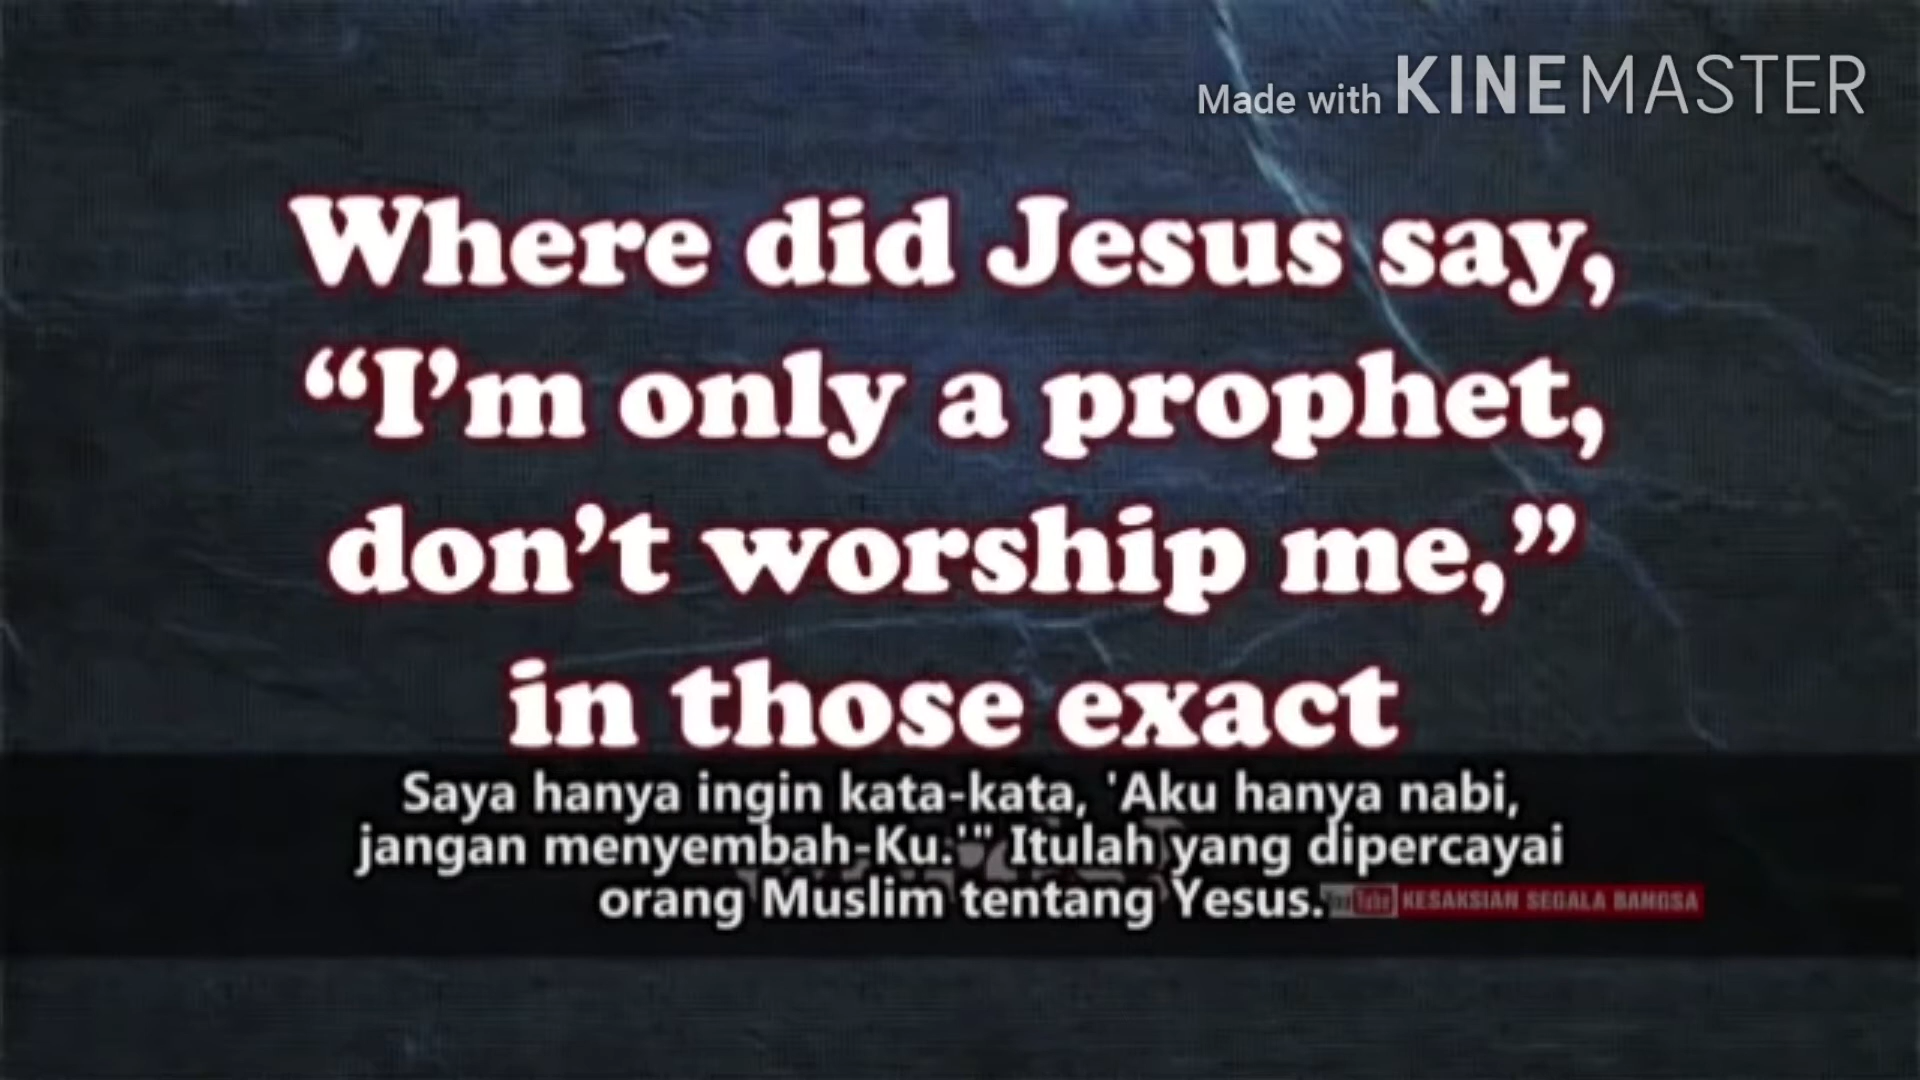 Made with KINEMASTER
Where did Jesus say,
“I’m only a prophet,
don’t worship me,”
in those exact
Saya hanya ingin kata-kata, 'Aku hanya nabi,
jangan menyembah-Ku.'" Itulah yang dipercayai
orang Muslim tentang Yesus.
YouTube KESAKSIAN SEGALA BANGSA